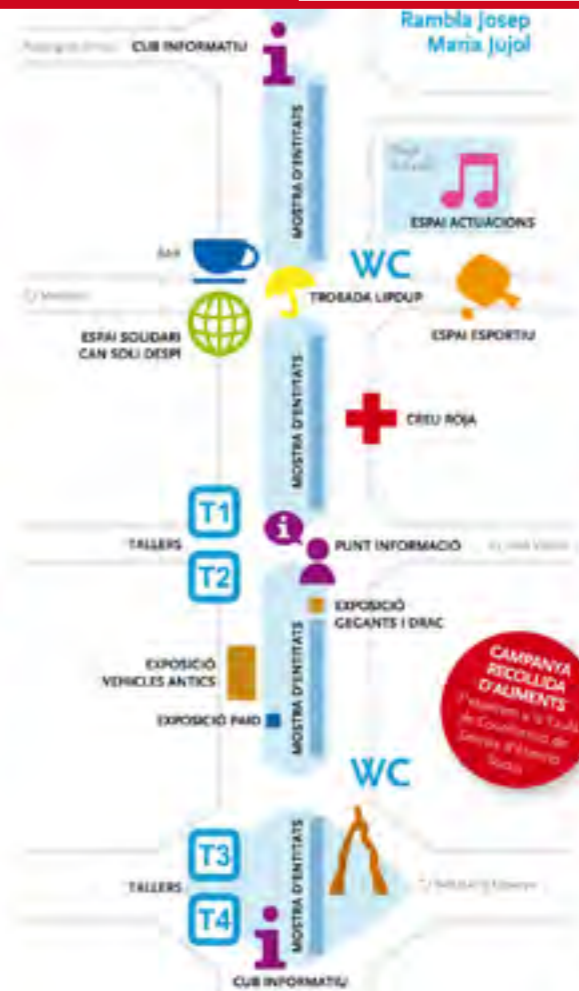 Rambla Josep
Maria Jujol
CUB INFORMATIU
MOSTRA D'ENTITATS
ESPAI ACTUACIONS
BAR
WC
TROBADA LIPDUP
ESPAI SOLIDARI
CAN SOLI DESPI
ESPAI ESPORTIU
MOSTRA D'ENTITATS
CREU ROJA
T1
TALLERS
T2
PUNT INFORMACIÓ
EXPOSICIÓ
GEGANTS I DRAC
EXPOSICIÓ
VEHICLES ANTICS
MOSTRA D'ENTITATS
EXPOSICIÓ PAID
CAMPANYA
RECOLLIDA
D'ALIMENTS
WC
T3
TALLERS
T4
MOSTRA D'ENTITATS
CUB INFORMATIU